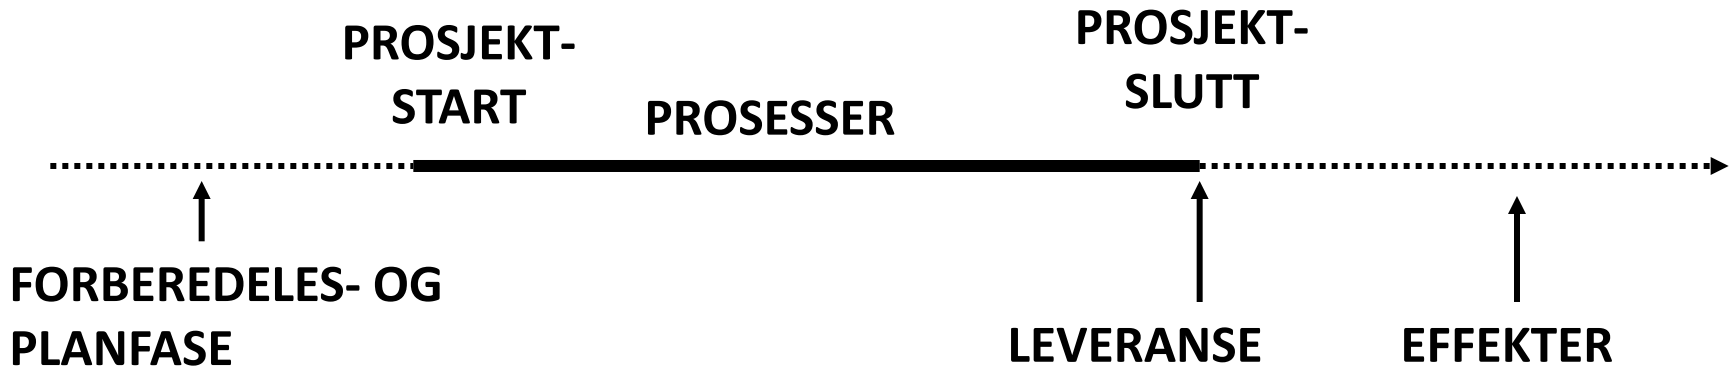 PROSJEKT-
START
PROSESSER
PROSJEKT-
SLUTT
FORBEREDELES- OG
PLANFASE
LEVERANSE
EFFEKTER